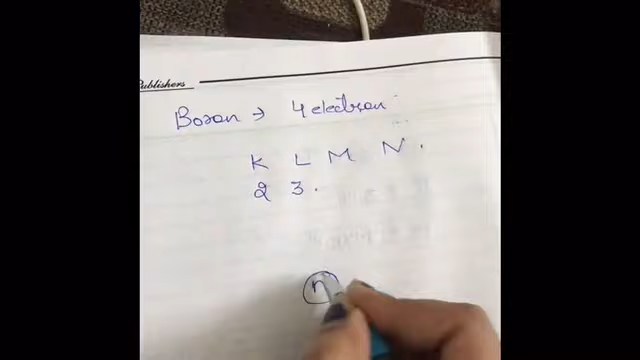 Publishers
Boron → 4 electron
K L M N.
2 3.
n